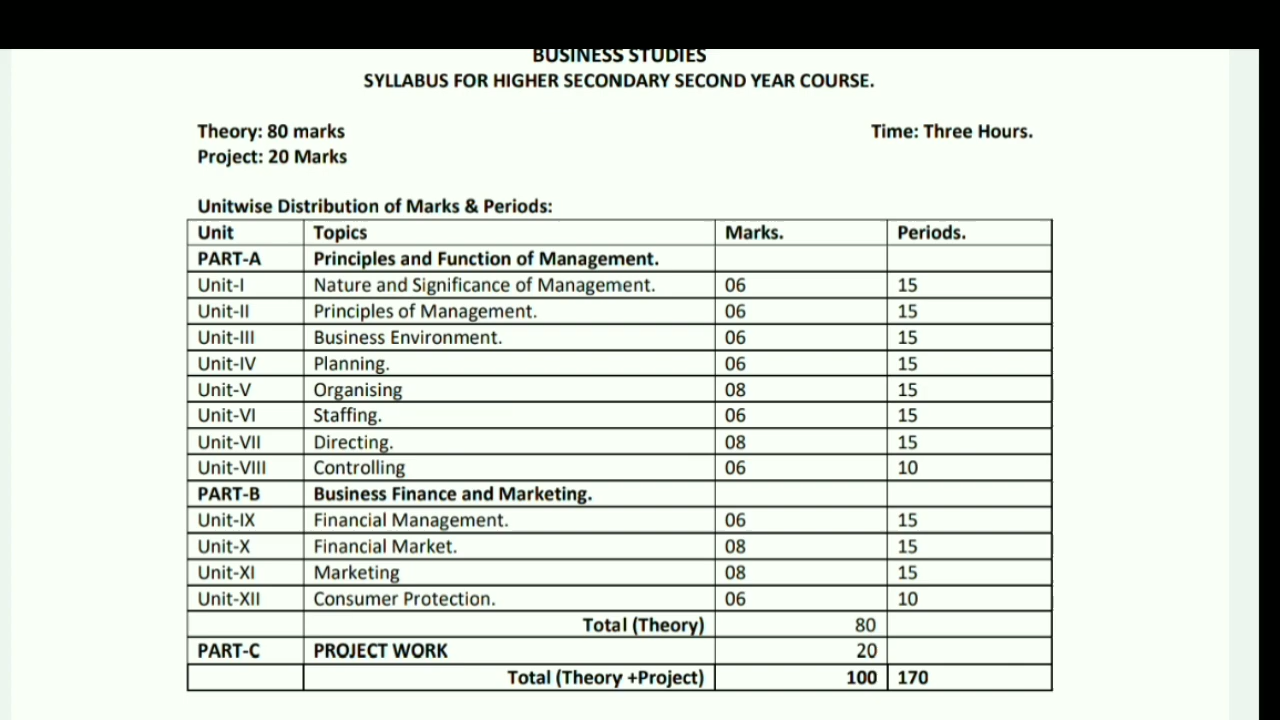 BUSINESS STUDIES
SYLLABUS FOR HIGHER SECONDARY SECOND YEAR COURSE.
Theory: 80 marks Time: Three Hours.
Project: 20 Marks
Unitwise Distribution of Marks & Periods:
Unit Topics Marks. Periods.
PART-A Principles and Function of Management.
Unit-I Nature and Significance of Management. 06 15
Unit-II Principles of Management. 06 15
Unit-III Business Environment. 06 15
Unit-IV Planning. 06 15
Unit-V Organising 08 15
Unit-VI Staffing. 06 15
Unit-VII Directing. 08 15
Unit-VIII Controlling 06 10
PART-B Business Finance and Marketing.
Unit-IX Financial Management. 06 15
Unit-X Financial Market. 08 15
Unit-XI Marketing 08 15
Unit-XII Consumer Protection. 06 10
Total (Theory) 80
PART-C PROJECT WORK 20
Total (Theory +Project) 100 170